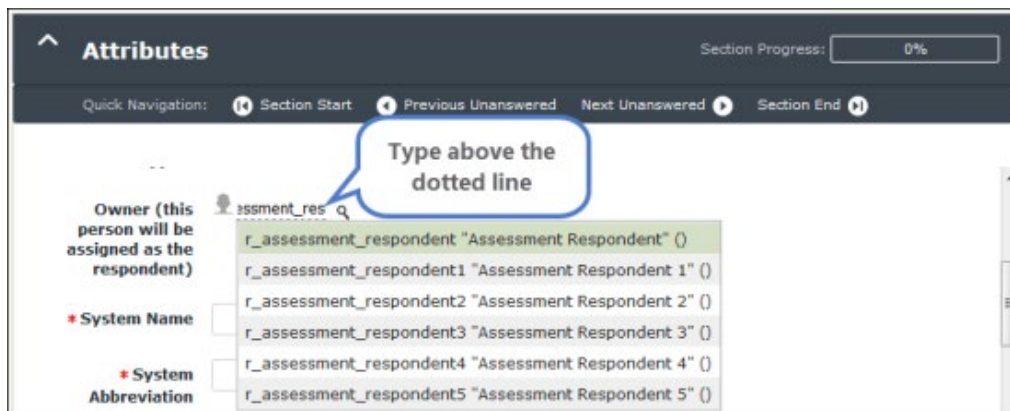 Attributes
Section Progress: 0%
Quick Navigation: Section Start Previous Unanswered Next Unanswered Section End
Type above the
dotted line
Owner (this
person will be
assigned as the
respondent)
essment_res
r_assessment_respondent "Assessment Respondent" ()
r_assessment_respondent1 "Assessment Respondent 1" ()
r_assessment_respondent2 "Assessment Respondent 2" ()
* System Name
r_assessment_respondent3 "Assessment Respondent 3" ()
r_assessment_respondent4 "Assessment Respondent 4" ()
* System
Abbreviation
r_assessment_respondent5 "Assessment Respondent 5" ()